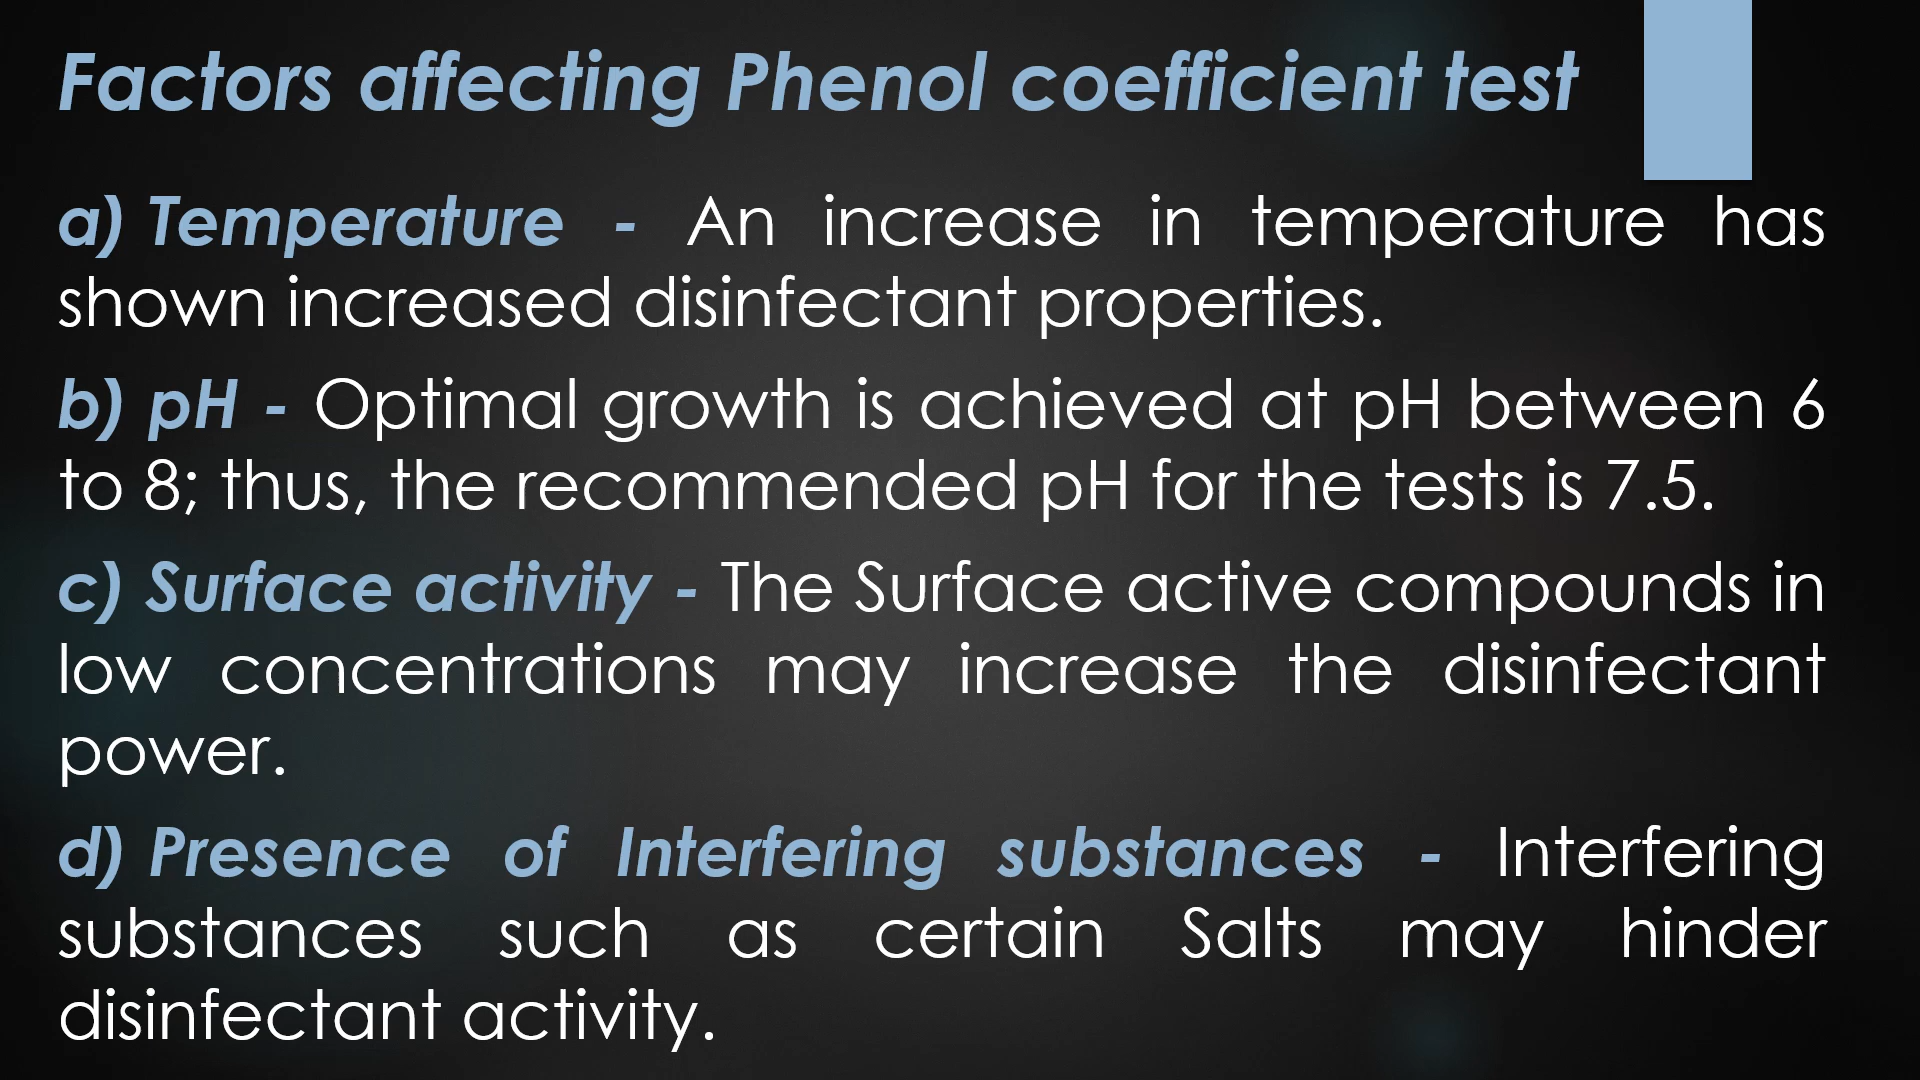 Factors affecting Phenol coefficient test
a) Temperature - An increase in temperature has
shown increased disinfectant properties.
b) pH - Optimal growth is achieved at pH between 6
to 8; thus, the recommended pH for the tests is 7.5.
c) Surface activity - The Surface active compounds in
low concentrations may increase the disinfectant
power.
d) Presence of Interfering substances - Interfering
substances such as certain Salts may hinder
disinfectant activity.